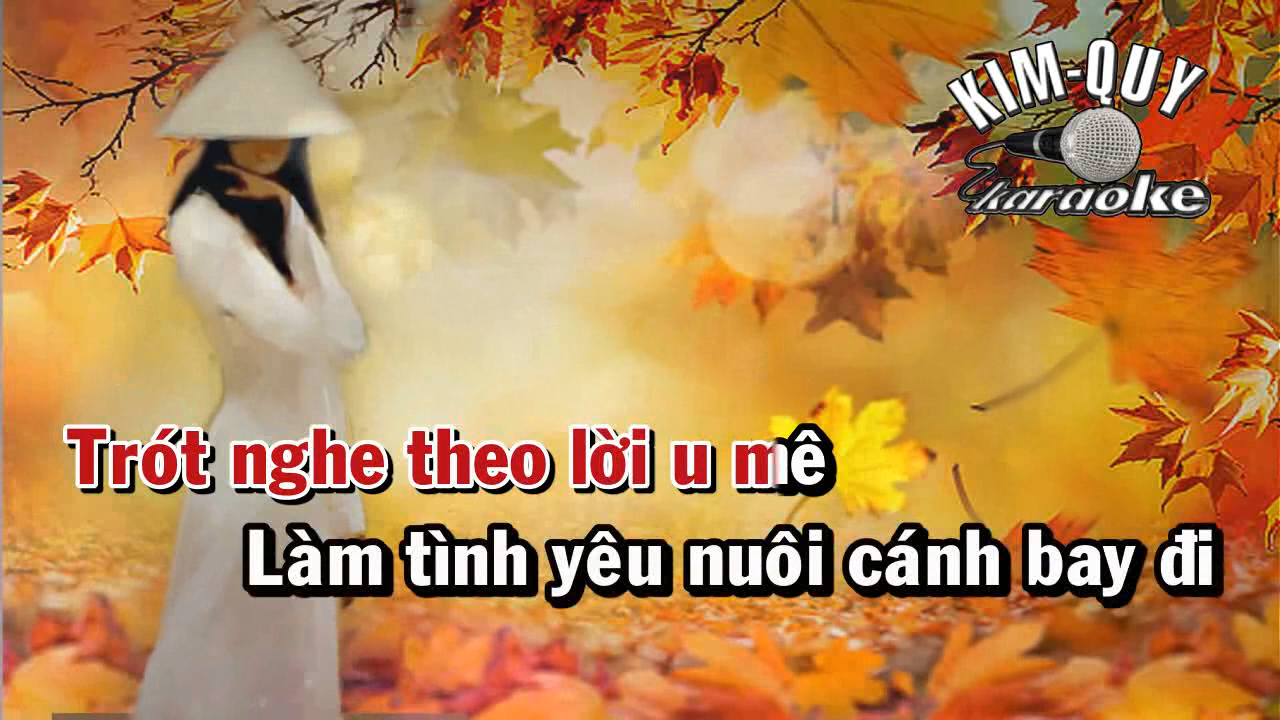 KIM-QUY
karaoke
Trót nghe theo lời u mê
Làm tình yêu nuôi cánh bay đi